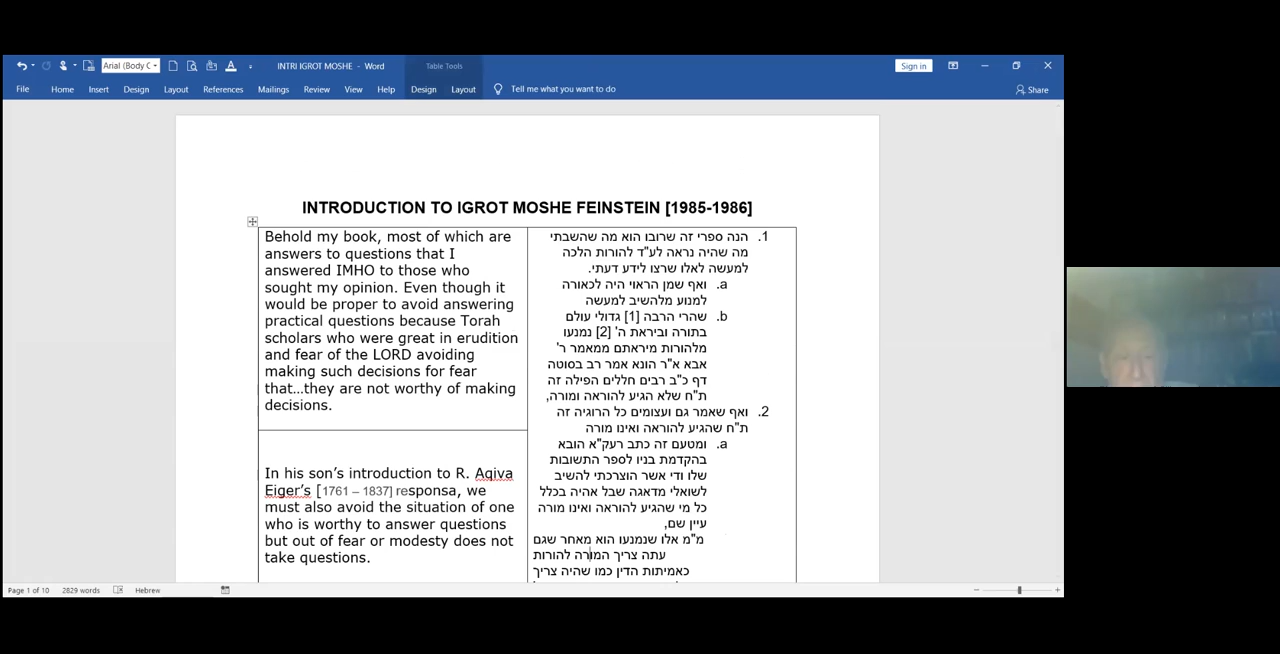 Arial (Body C
INTRI IGROT MOSHE - Word
Table Tools
Sign in
File Home Insert Design Layout References Mailings Review View Help Design Layout Tell me what you want to do Share
INTRODUCTION TO IGROT MOSHE FEINSTEIN [1985-1986]
Behold my book, most of which are
answers to questions that I
answered IMHO to those who
sought my opinion. Even though it
would be proper to avoid answering
practical questions because Torah
scholars who were great in erudition
and fear of the LORD avoiding
making such decisions for fear
that...they are not worthy of making
decisions.
In his son's introduction to R. Aqiva
Eiger's [1761 – 1837] responsa, we
must also avoid the situation of one
who is worthy to answer questions
but out of fear or modesty does not
take questions.
1. הנה ספרי זה שרובו הוא מה שהשבתי
מה שהיה נראה לע"ד להורות הלכה
למעשה לאלו שרצו לידע דעתי.
a. ואף שמן הראוי היה לכאורה
למנוע מלהשיב למעשה
b. שהרי הרבה [1] גדולי עולם
בתורה וביראת ה' [2] נמנעו
מלהורות מיראתם ממאמר ר'
אבא א"ר הונא אמר רב בסוטה
דף כ"ב רבים חללים הפילה זה
ת"ח שלא הגיע להוראה ומורה,
2. ואף שאמר גם ועצומים כל הרוגיה זה
ת"ח שהגיע להוראה ואינו מורה
a. ומטעם זה כתב רעק"א הובא
בהקדמת בניו לספר התשובות
שלו ודי אשר הוצרכתי להשיב
לשואלי מדאגה שבל אהיה בכלל
כל מי שהגיע להוראה ואינו מורה
עיין שם,
מ"מ אלו שנמנעו הוא מאחר שגם
עתה צריך המורה להורות
כאמיתות הדין כמו שהיה צריך
Page 1 of 10 2829 words Hebrew